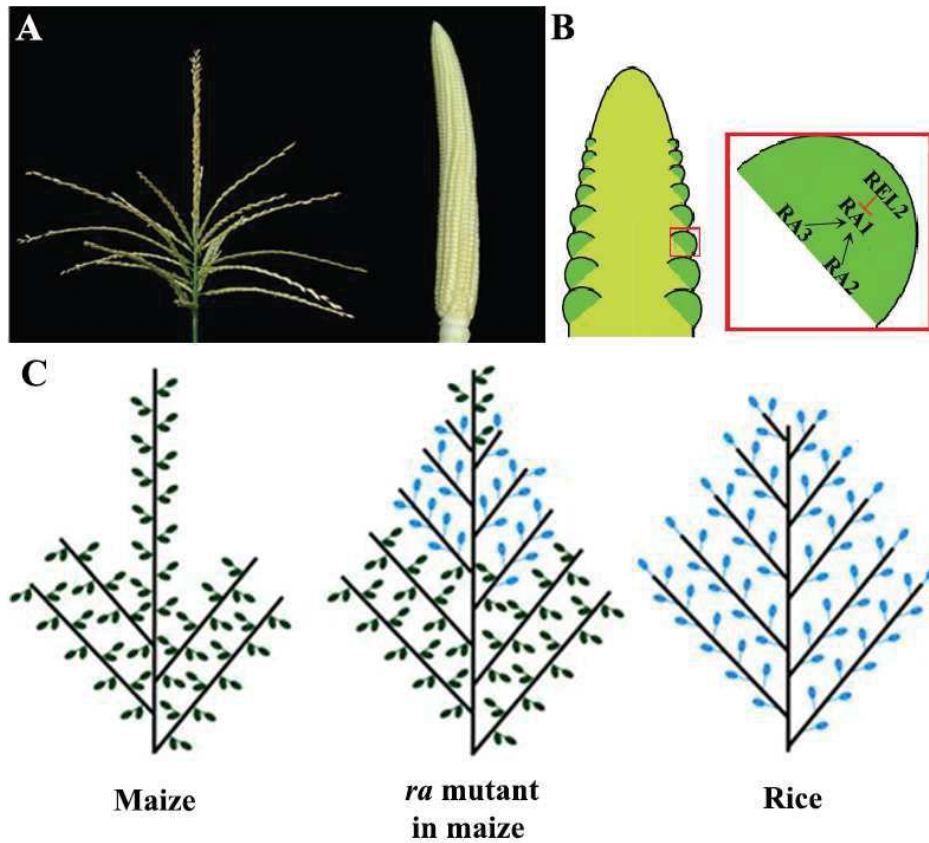 A
B
REL2
RA1
RA3
RA2
C
Maize
ra mutant
in maize
Rice